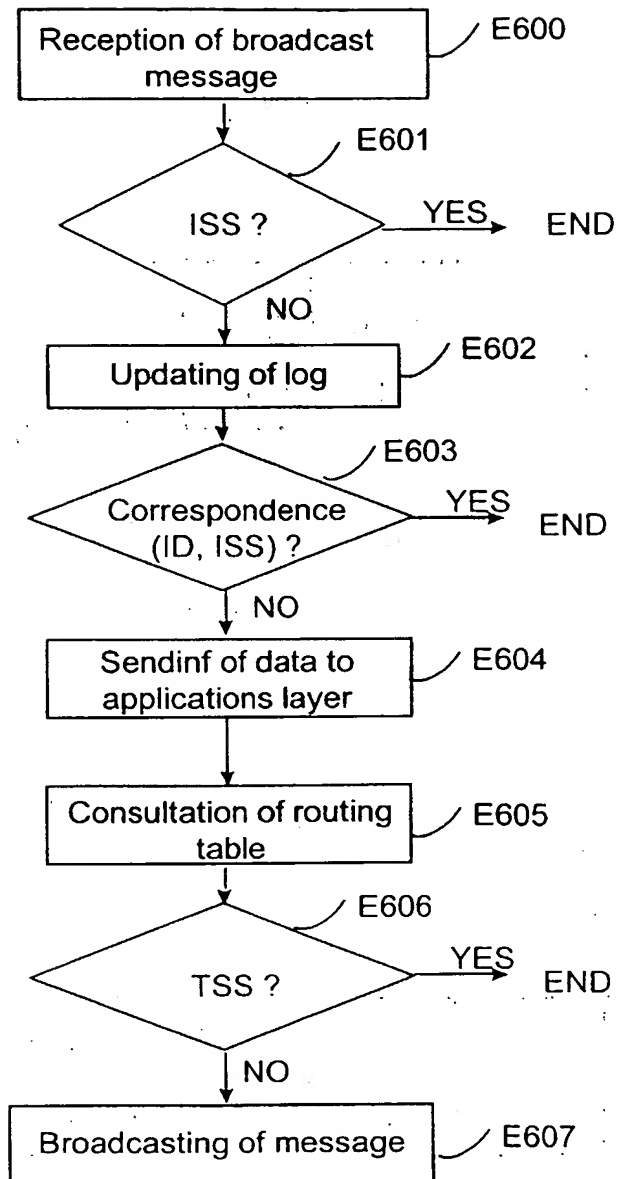 Reception of broadcast
message
E600
E601
ISS ?
YES
END
NO
Updating of log
E602
E603
Correspondence
(ID, ISS) ?
YES
END
NO
Sendinf of data to
applications layer
E604
Consultation of routing
table
E605
E606
TSS ?
YES
END
NO
Broadcasting of message
E607